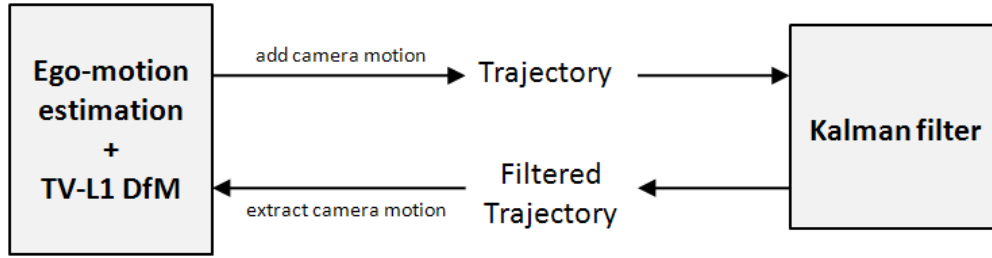 Ego-motion
estimation
+
TV-L1 DfM
add camera motion
Trajectory
Kalman filter
Filtered
Trajectory
extract camera motion